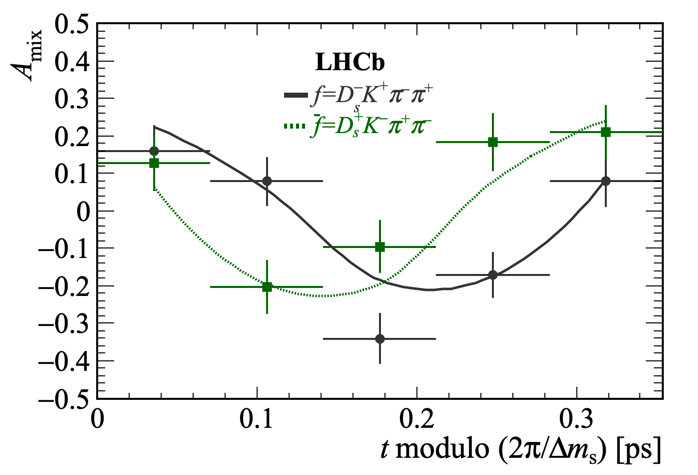 A_mix
0.5
0.4
0.3
0.2
0.1
0
−0.1
−0.2
−0.3
−0.4
−0.5
LHCb
f=D_s^−K^+π^−π^+
f̄=D_s^+K^−π^+π^−
0 0.1 0.2 0.3
t modulo (2π/Δm_s) [ps]